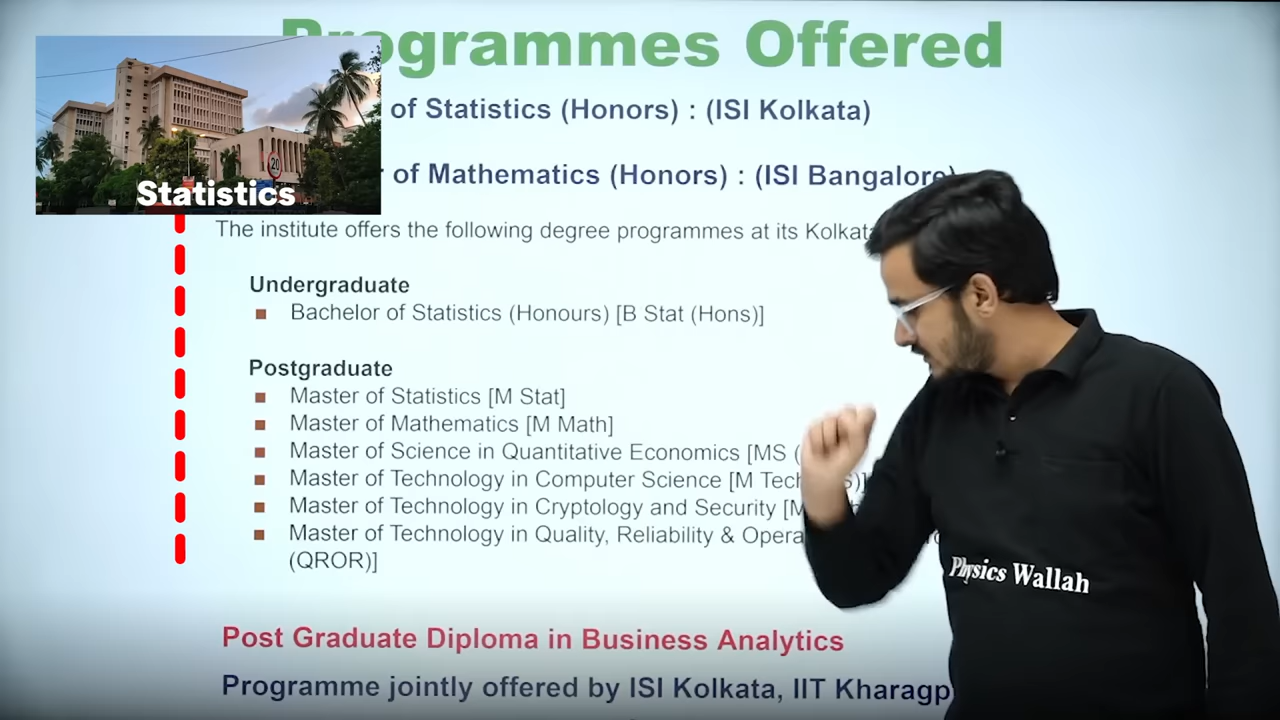 Programmes Offered
of Statistics (Honors) : (ISI Kolkata)
of Mathematics (Honors) : (ISI Bangalore)
20
Statistics
The institute offers the following degree programmes at its Kolkata
Undergraduate
■ Bachelor of Statistics (Honours) [B Stat (Hons)]
Postgraduate
■ Master of Statistics [M Stat]
■ Master of Mathematics [M Math]
■ Master of Science in Quantitative Economics [MS (
■ Master of Technology in Computer Science [M Tech S)]
■ Master of Technology in Cryptology and Security [M
■ Master of Technology in Quality, Reliability & Opera
(QROR)]
Physics Wallah
Post Graduate Diploma in Business Analytics
Programme jointly offered by ISI Kolkata, IIT Kharagp